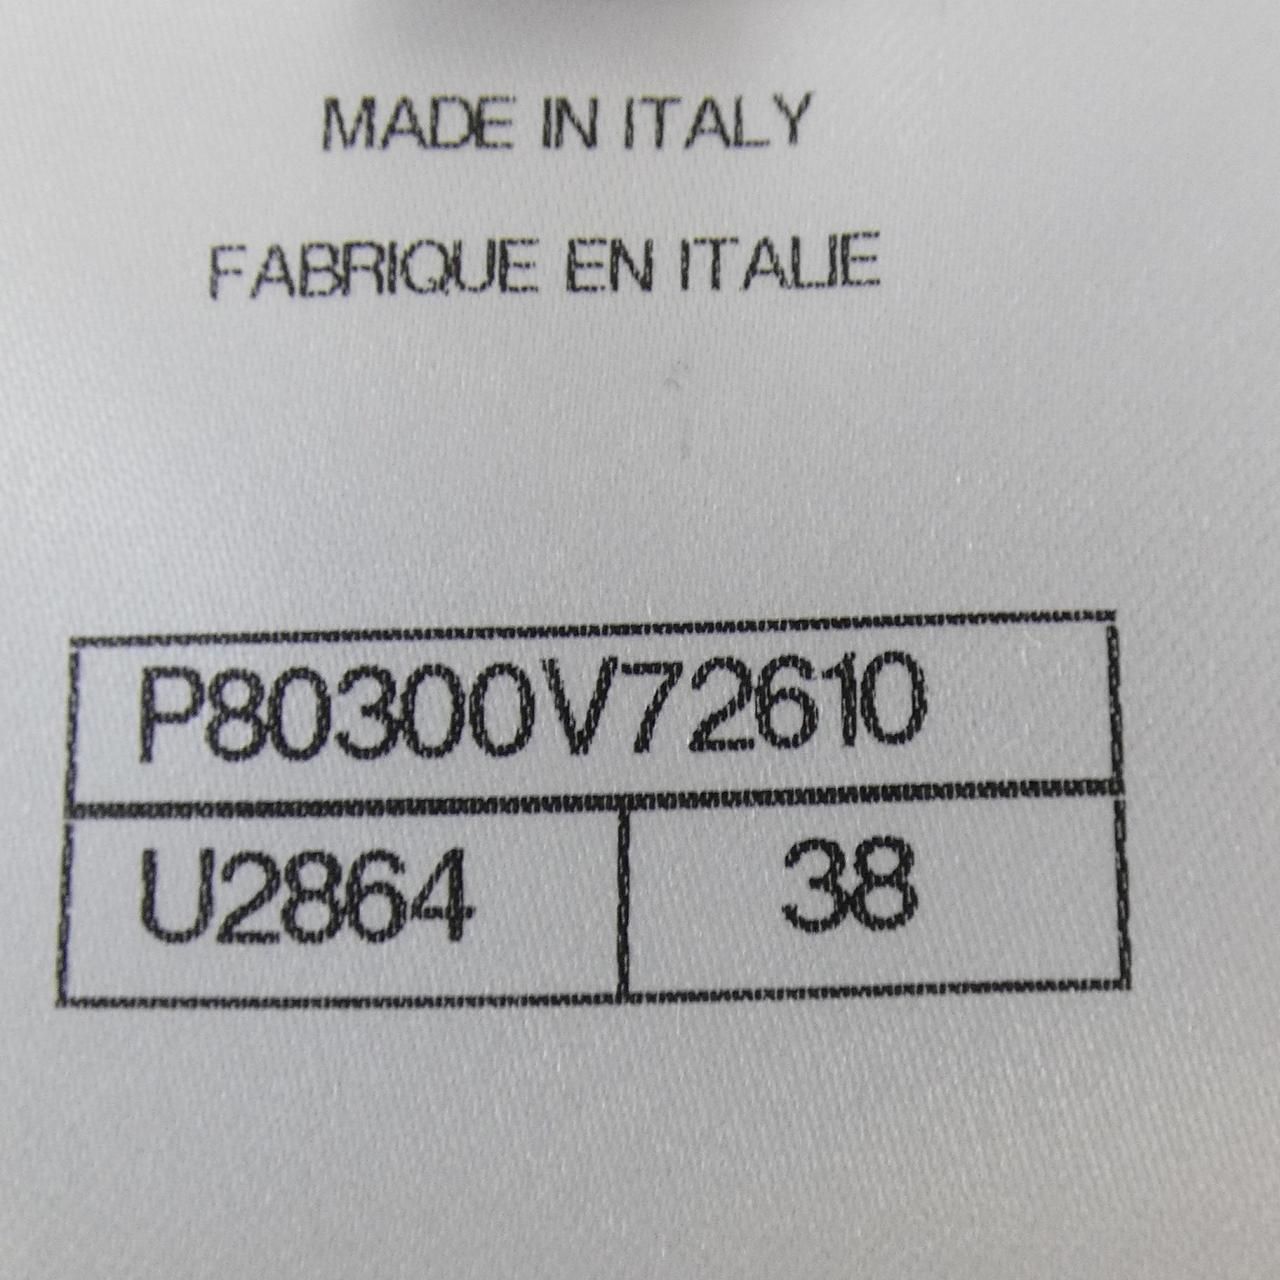 MADE IN ITALY
FABRIQUE EN ITALIE
P80300V72610
U2864 38